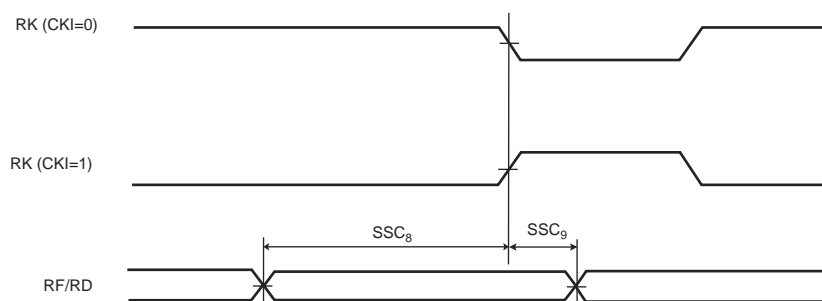 RK (CKI=0)
RK (CKI=1)
SSC₈ SSC₉
RF/RD